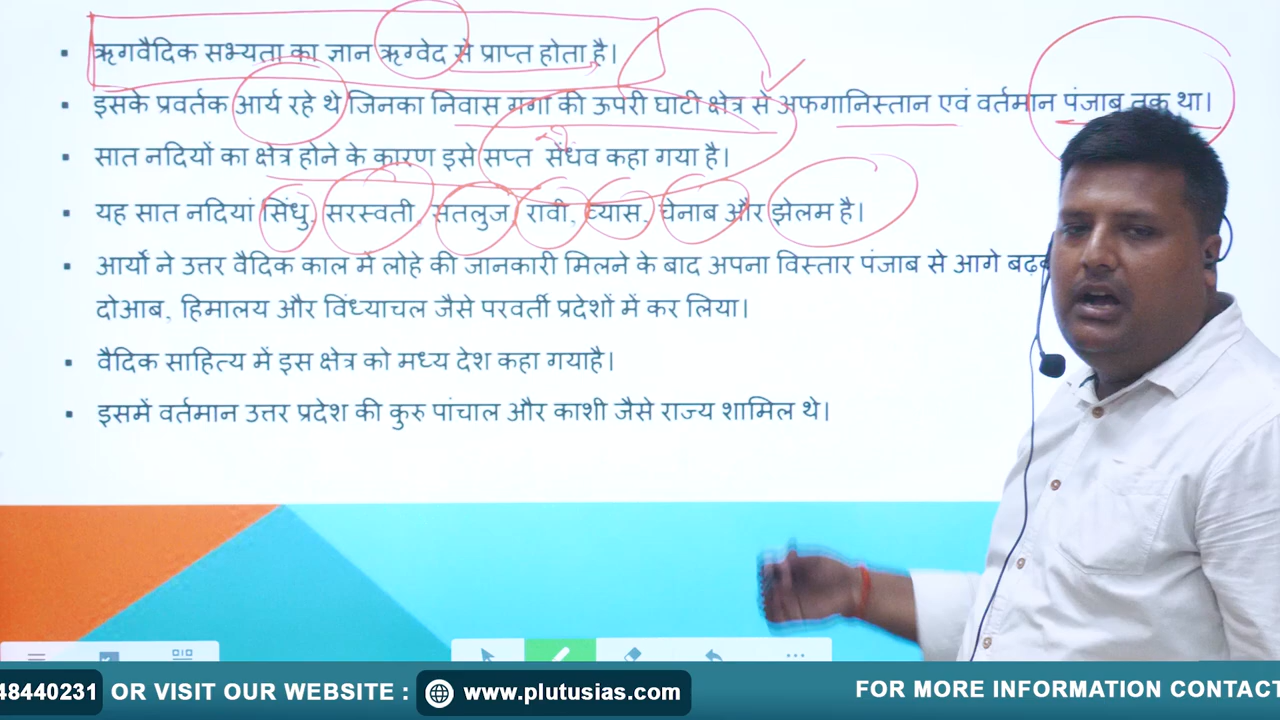 ऋगवैदिक सभ्यता का ज्ञान ऋग्वेद से प्राप्त होता है।
इसके प्रवर्तक आर्य रहे थे जिनका निवास गंगा की ऊपरी घाटी क्षेत्र से अफगानिस्तान एवं वर्तमान पंजाब तक था।
सात नदियों का क्षेत्र होने के कारण इसे सप्त सेंधव कहा गया है।
यह सात नदियां सिंधु, सरस्वती, सतलुज, रावी, ब्यास, चेनाब और झेलम है।
आर्यो ने उत्तर वैदिक काल में लोहे की जानकारी मिलने के बाद अपना विस्तार पंजाब से आगे
दोआब, हिमालय और विंध्याचल जैसे परवर्ती प्रदेशों में कर लिया।
वैदिक साहित्य में इस क्षेत्र को मध्य देश कहा गयाहै।
इसमें वर्तमान उत्तर प्रदेश की कुरु पांचाल और काशी जैसे राज्य शामिल थे।
48440231 OR VISIT OUR WEBSITE : www.plutusias.com FOR MORE INFORMATION CONTACT